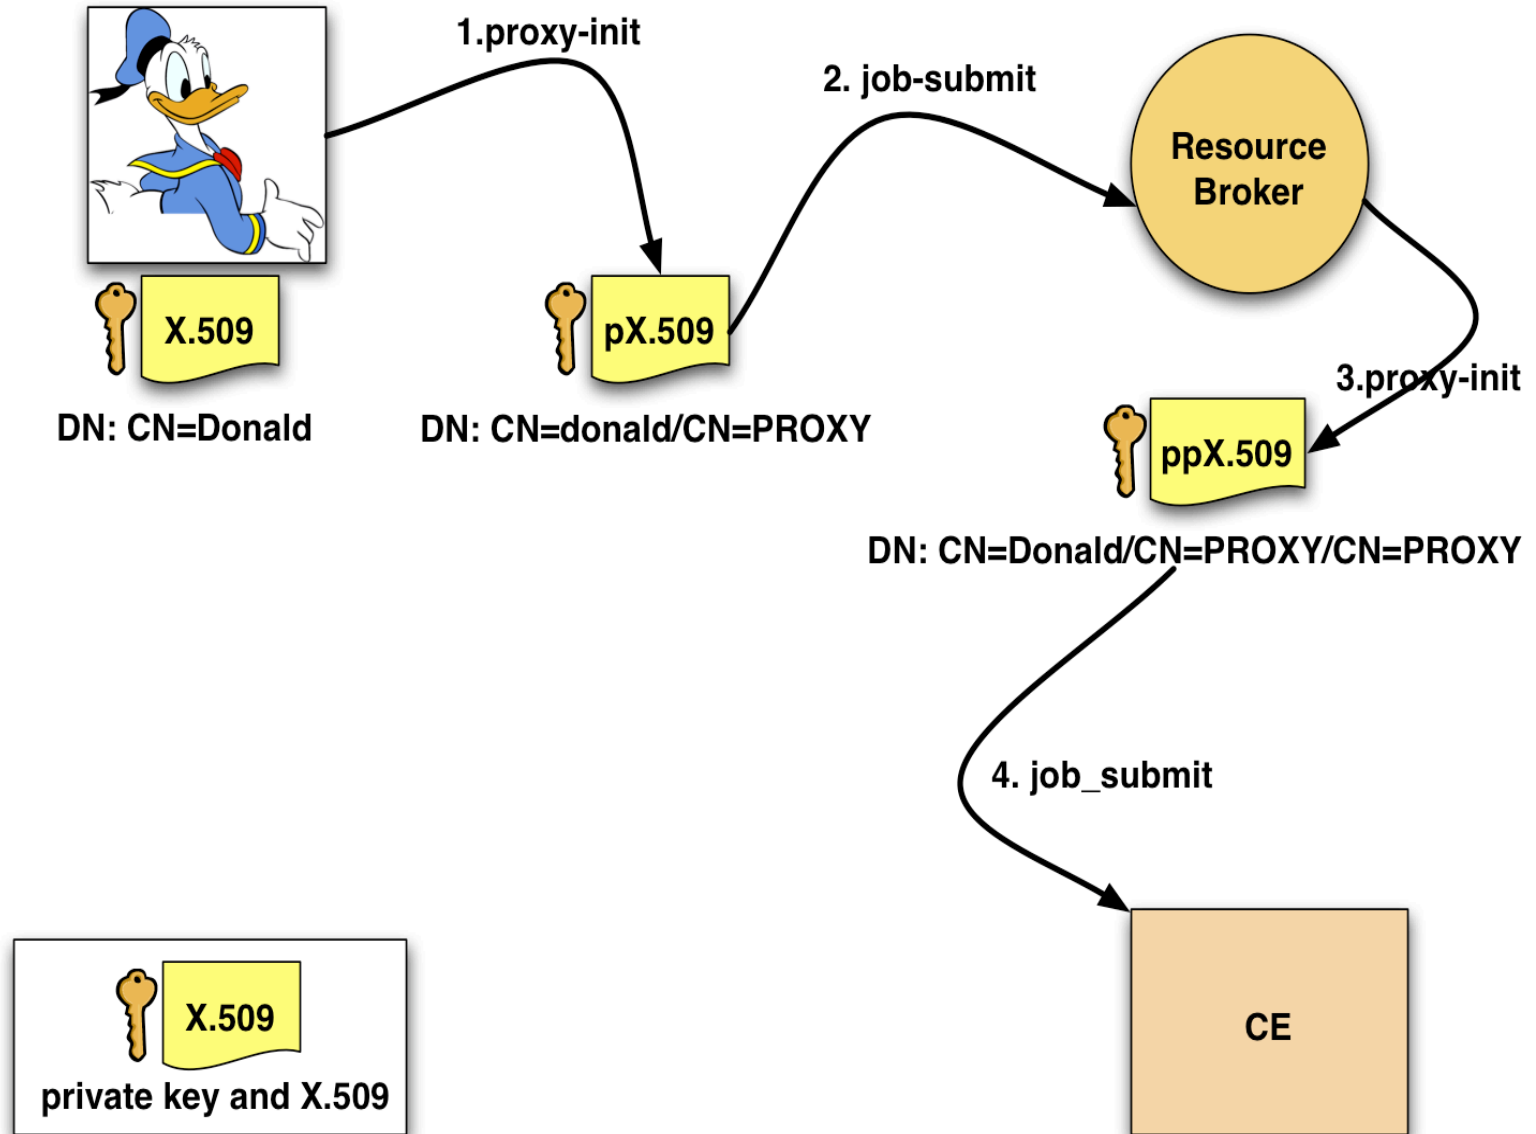 1.proxy-init
2. job-submit
Resource
Broker
X.509
pX.509
3.proxy-init
DN: CN=Donald
DN: CN=donald/CN=PROXY
ppX.509
DN: CN=Donald/CN=PROXY/CN=PROXY
4. job_submit
X.509
CE
private key and X.509